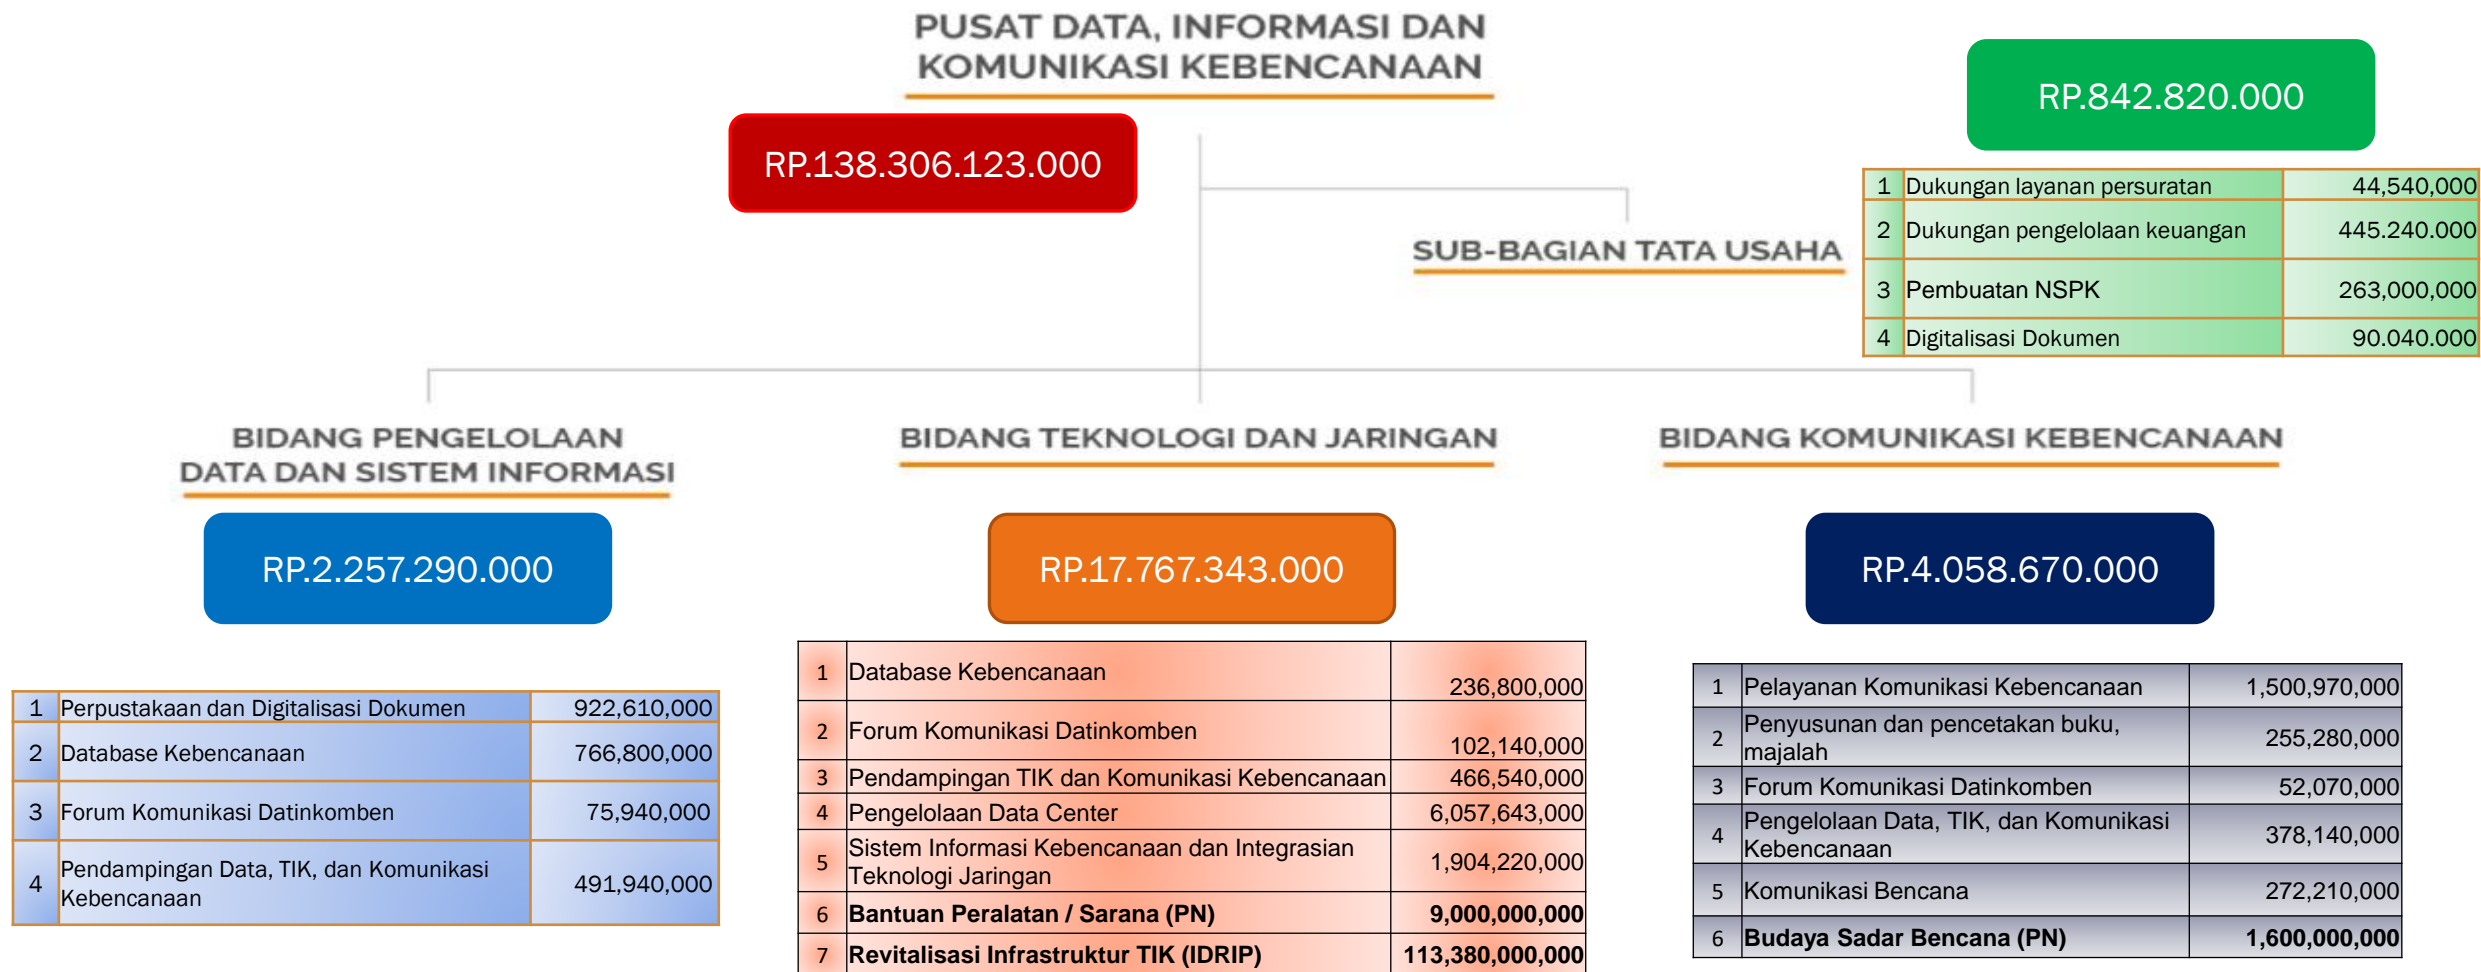 PUSAT DATA, INFORMASI DAN
KOMUNIKASI KEBENCANAAN
RP.138.306.123.000
RP.842.820.000
1 Dukungan layanan persuratan 44,540,000
2 Dukungan pengelolaan keuangan 445.240.000
3 Pembuatan NSPK 263,000,000
4 Digitalisasi Dokumen 90.040.000
SUB-BAGIAN TATA USAHA
BIDANG PENGELOLAAN
DATA DAN SISTEM INFORMASI
RP.2.257.290.000
1 Perpustakaan dan Digitalisasi Dokumen 922,610,000
2 Database Kebencanaan 766,800,000
3 Forum Komunikasi Datinkomben 75,940,000
4 Pendampingan Data, TIK, dan Komunikasi
Kebencanaan 491,940,000
BIDANG TEKNOLOGI DAN JARINGAN
RP.17.767.343.000
1 Database Kebencanaan 236,800,000
2 Forum Komunikasi Datinkomben 102,140,000
3 Pendampingan TIK dan Komunikasi Kebencanaan 466,540,000
4 Pengelolaan Data Center 6,057,643,000
5 Sistem Informasi Kebencanaan dan Integrasian
Teknologi Jaringan 1,904,220,000
6 Bantuan Peralatan / Sarana (PN) 9,000,000,000
7 Revitalisasi Infrastruktur TIK (IDRIP) 113,380,000,000
BIDANG KOMUNIKASI KEBENCANAAN
RP.4.058.670.000
1 Pelayanan Komunikasi Kebencanaan 1,500,970,000
2 Penyusunan dan pencetakan buku,
majalah 255,280,000
3 Forum Komunikasi Datinkomben 52,070,000
4 Pengelolaan Data, TIK, dan Komunikasi
Kebencanaan 378,140,000
5 Komunikasi Bencana 272,210,000
6 Budaya Sadar Bencana (PN) 1,600,000,000